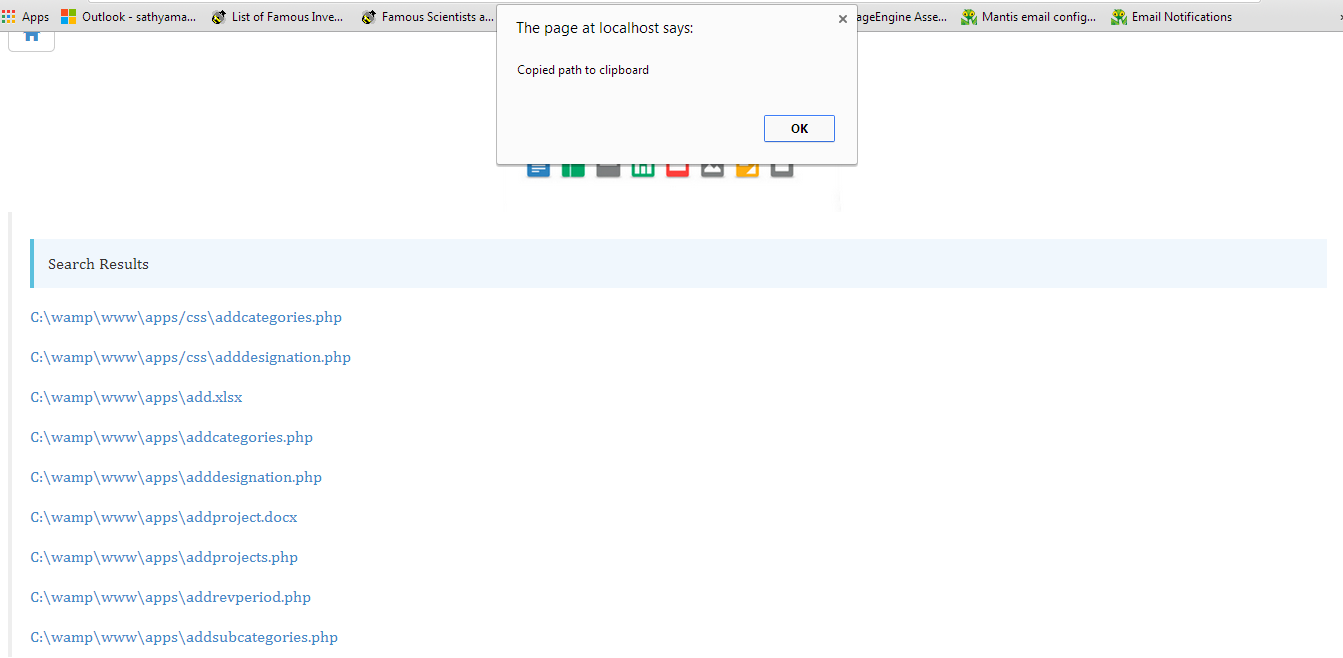 Apps Outlook - sathyama... List of Famous Inve... Famous Scientists a... ageEngine Asse... Mantis email config... Email Notifications
The page at localhost says:
Copied path to clipboard
OK
Search Results
C:\wamp\www\apps/css\addcategories.php
C:\wamp\www\apps/css\adddesignation.php
C:\wamp\www\apps\add.xlsx
C:\wamp\www\apps\addcategories.php
C:\wamp\www\apps\adddesignation.php
C:\wamp\www\apps\addproject.docx
C:\wamp\www\apps\addprojects.php
C:\wamp\www\apps\addrevperiod.php
C:\wamp\www\apps\addsubcategories.php